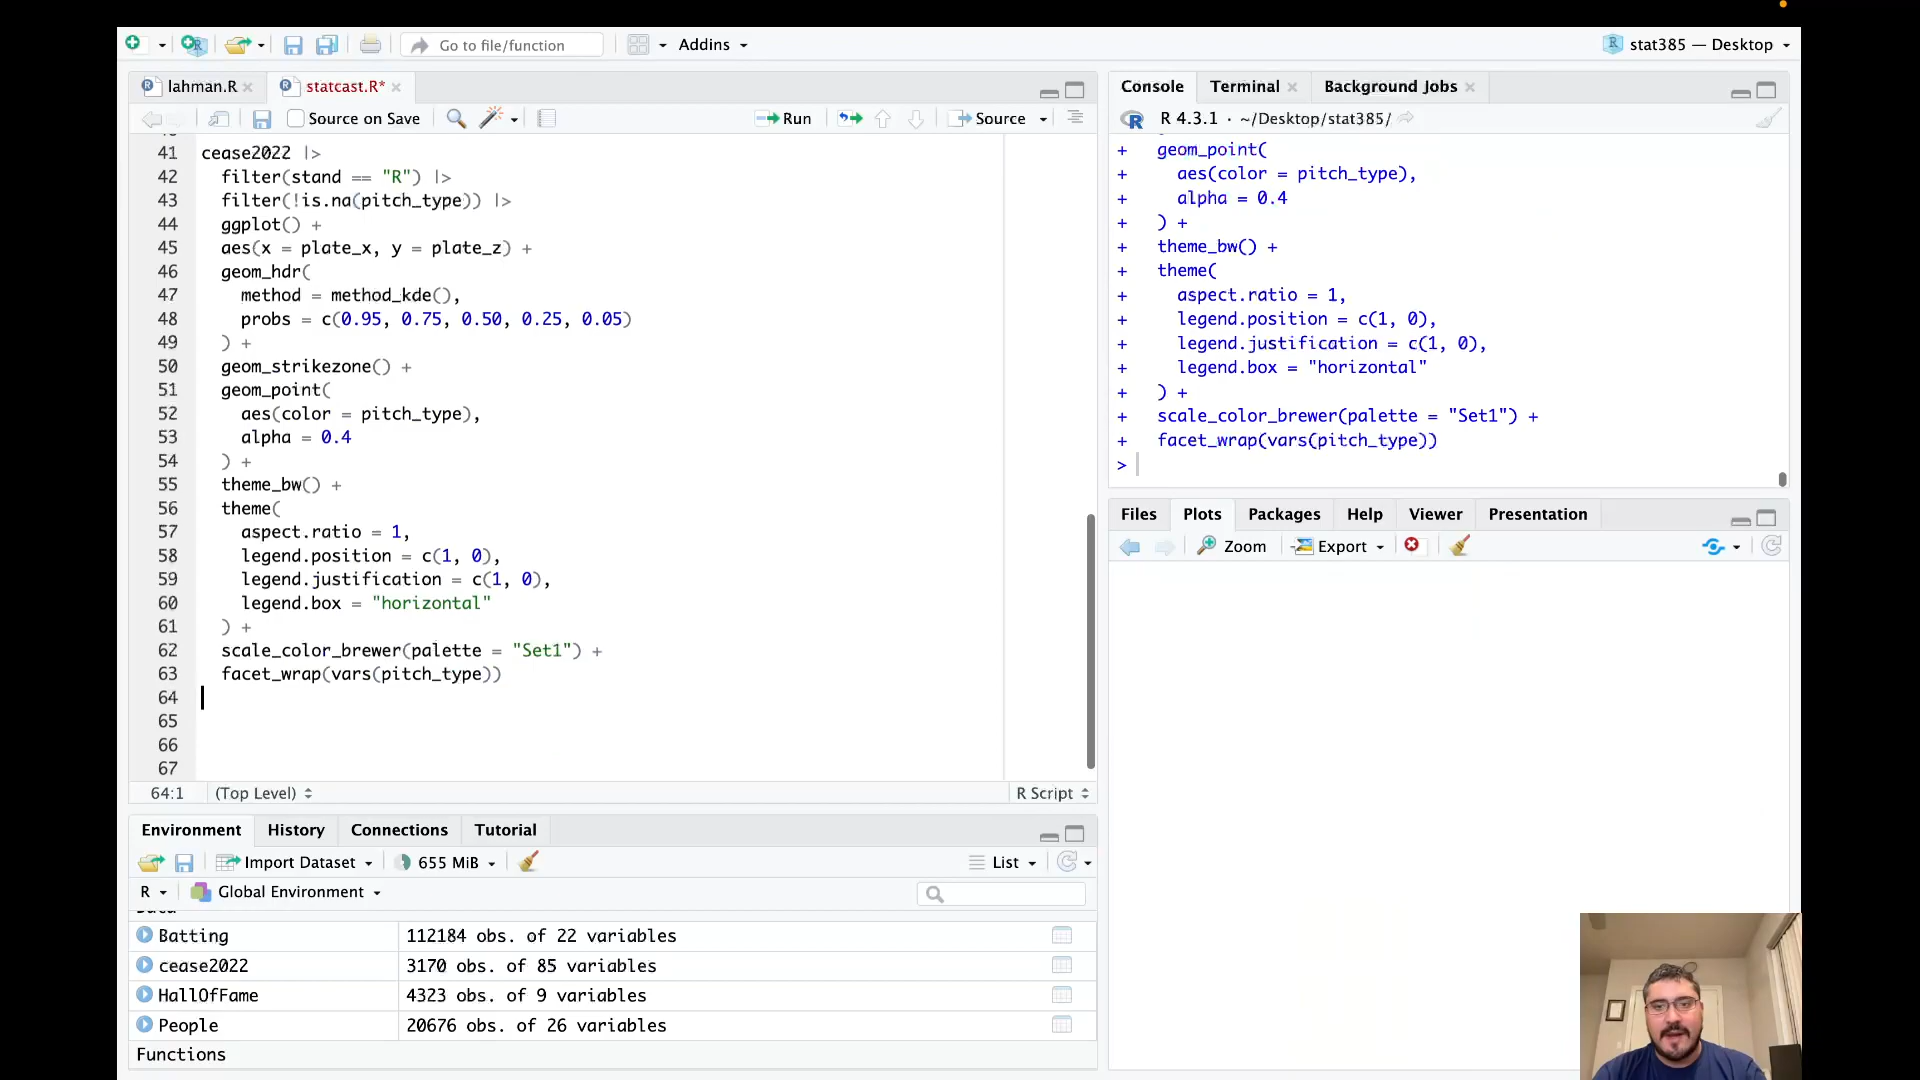 Go to file/function
Addins
stat385 — Desktop
lahman.R
statcast.R*
Source on Save
Run
Source
41 cease2022 |>
42 filter(stand == "R") |>
43 filter(!is.na(pitch_type)) |>
44 ggplot() +
45 aes(x = plate_x, y = plate_z) +
46 geom_hdr(
47 method = method_kde(),
48 probs = c(0.95, 0.75, 0.50, 0.25, 0.05)
49 ) +
50 geom_strikezone() +
51 geom_point(
52 aes(color = pitch_type),
53 alpha = 0.4
54 ) +
55 theme_bw() +
56 theme(
57 aspect.ratio = 1,
58 legend.position = c(1, 0),
59 legend.justification = c(1, 0),
60 legend.box = "horizontal"
61 ) +
62 scale_color_brewer(palette = "Set1") +
63 facet_wrap(vars(pitch_type))
64
65
66
67
64:1 (Top Level) R Script
Console Terminal Background Jobs
R 4.3.1 · ~/Desktop/stat385/
+ geom_point(
+ aes(color = pitch_type),
+ alpha = 0.4
+ ) +
+ theme_bw() +
+ theme(
+ aspect.ratio = 1,
+ legend.position = c(1, 0),
+ legend.justification = c(1, 0),
+ legend.box = "horizontal"
+ ) +
+ scale_color_brewer(palette = "Set1") +
+ facet_wrap(vars(pitch_type))
>
Files Plots Packages Help Viewer Presentation
Zoom Export
Environment History Connections Tutorial
Import Dataset 655 MiB List
R Global Environment
Data
Batting 112184 obs. of 22 variables
cease2022 3170 obs. of 85 variables
HallOfFame 4323 obs. of 9 variables
People 20676 obs. of 26 variables
Functions